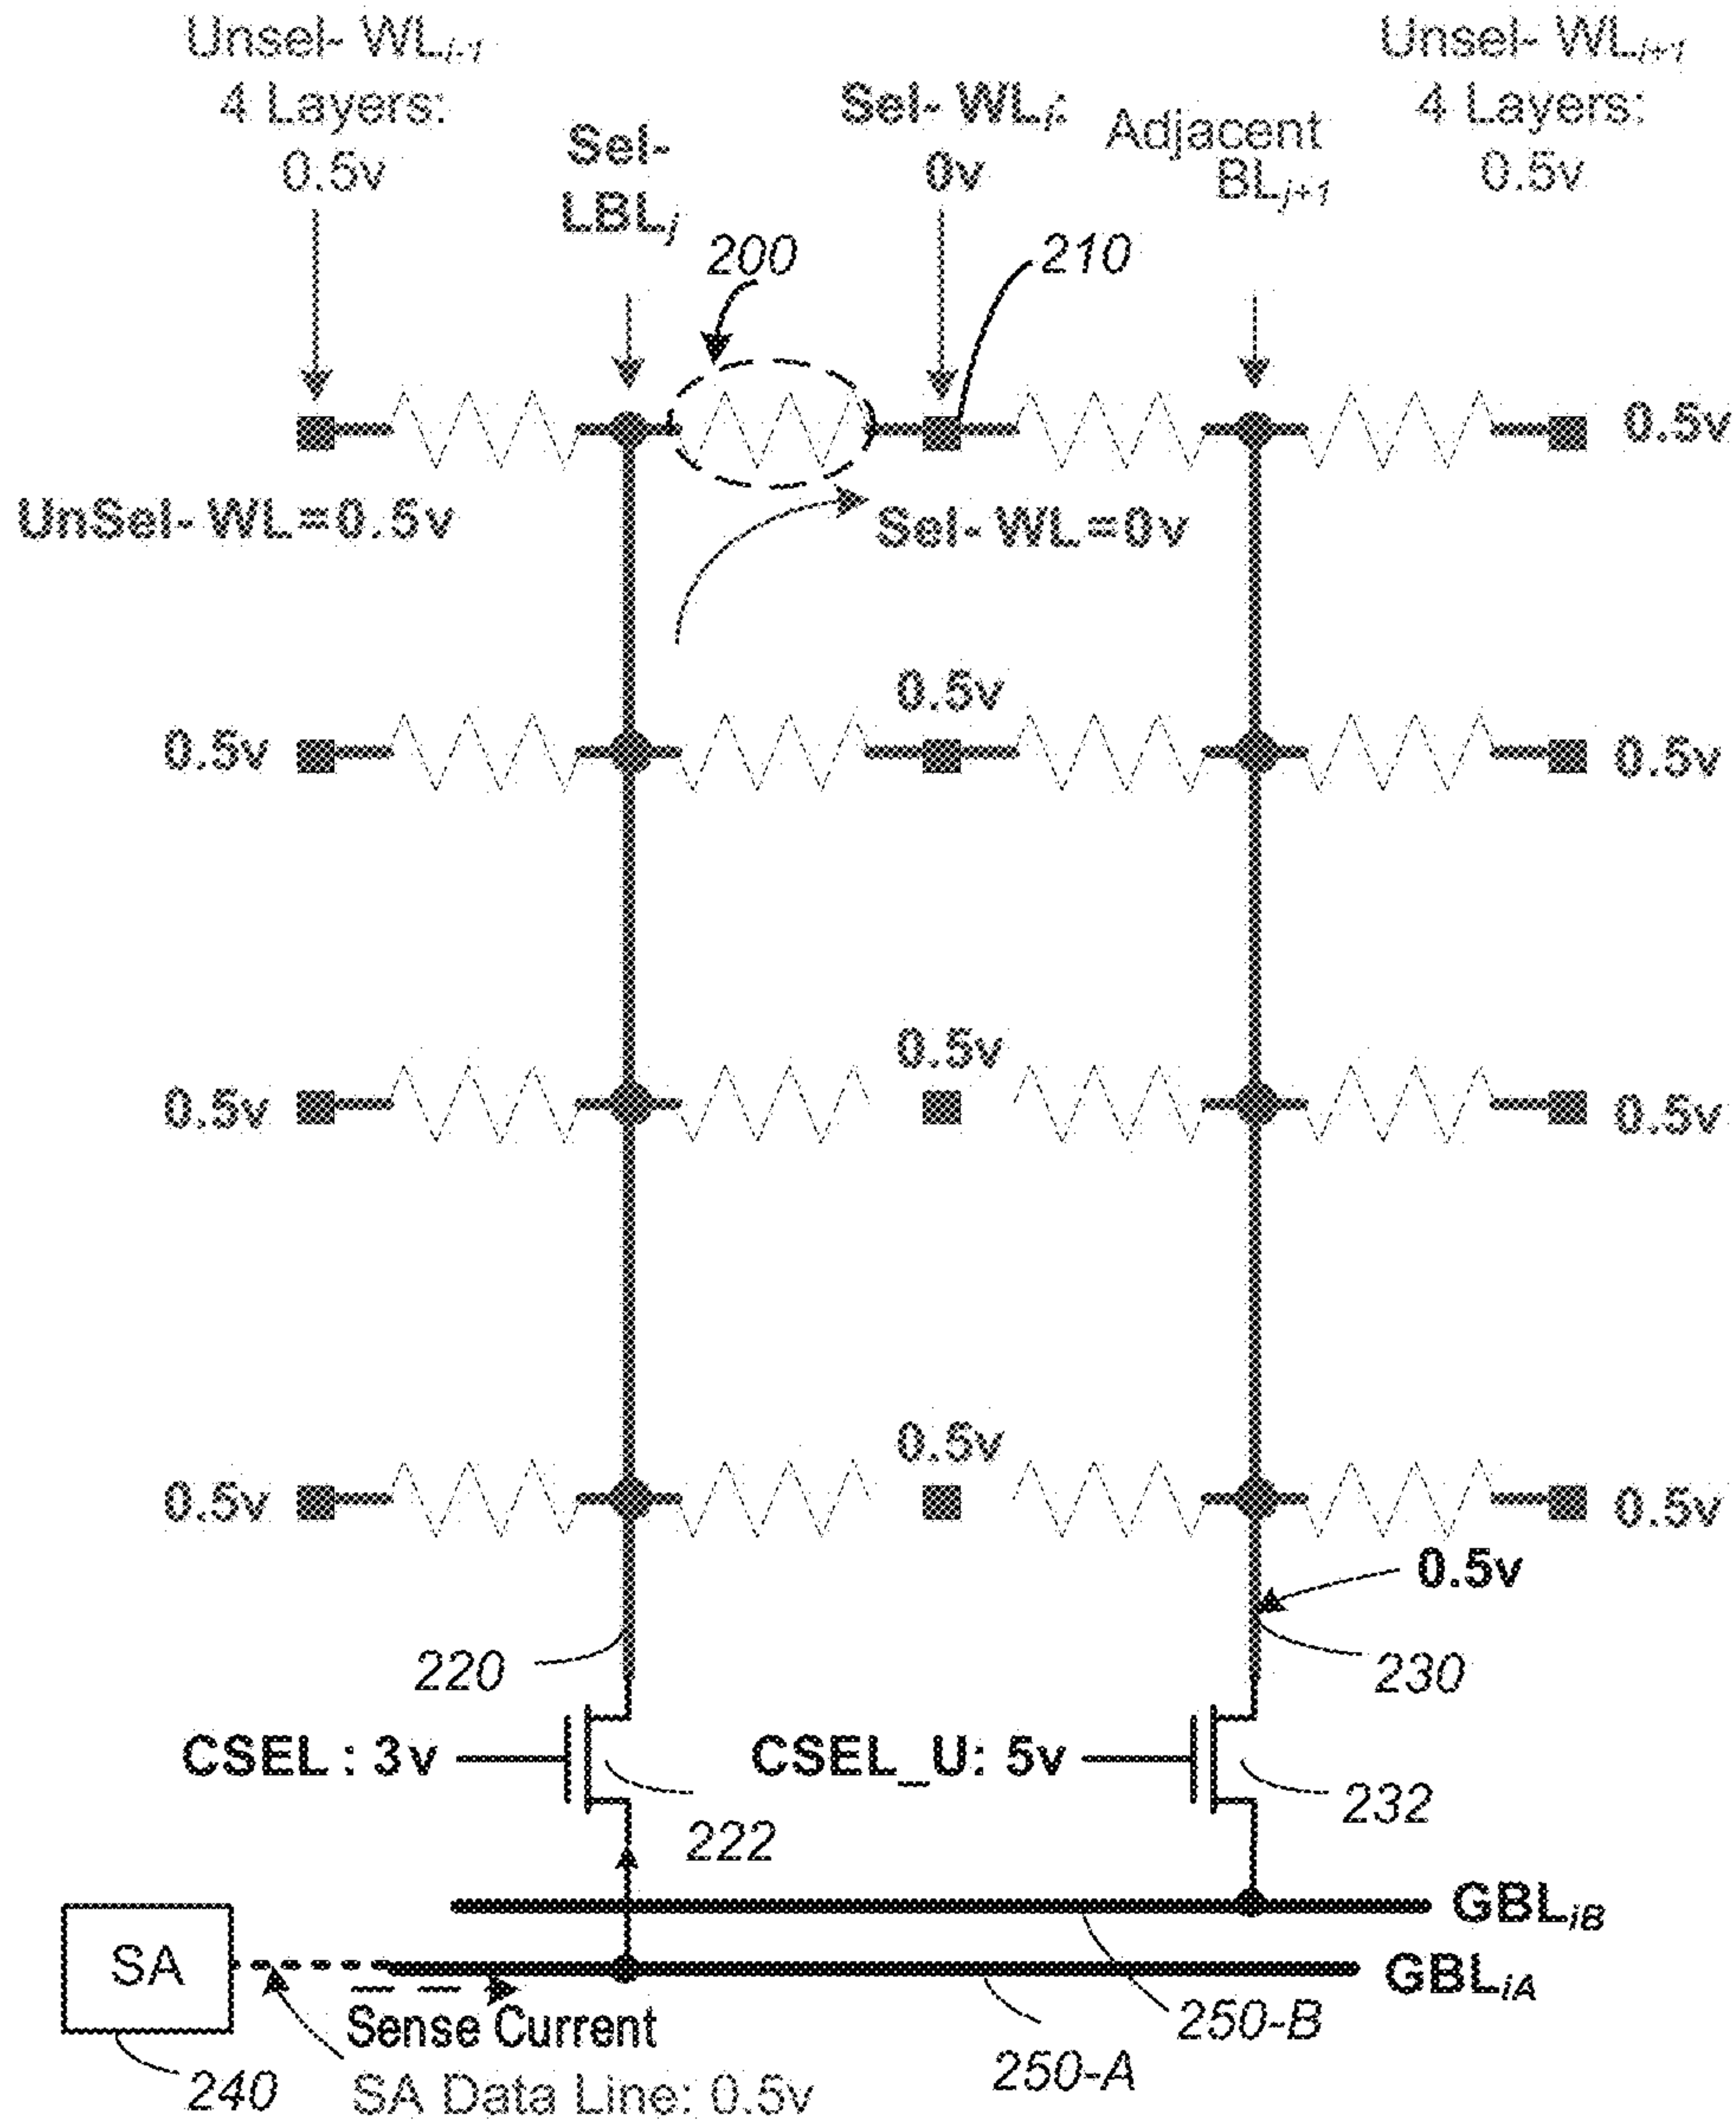 Unsel- WLi-1
4 Layers:
0.5v
Sel-
LBLj
Sel- WLi:
0v
Adjacent
BLj+1
Unsel- WLi+1
4 Layers:
0.5v
200
210
0.5v
UnSel- WL=0.5v
Sel- WL=0v
0.5v
0.5v
0.5v
0.5v
0.5v
0.5v
0.5v
0.5v
0.5v
0.5v
220
230
CSEL : 3v
CSEL_U: 5v
222
232
GBLiB
SA
GBLiA
Sense Current
250-B
250-A
240
SA Data Line: 0.5v